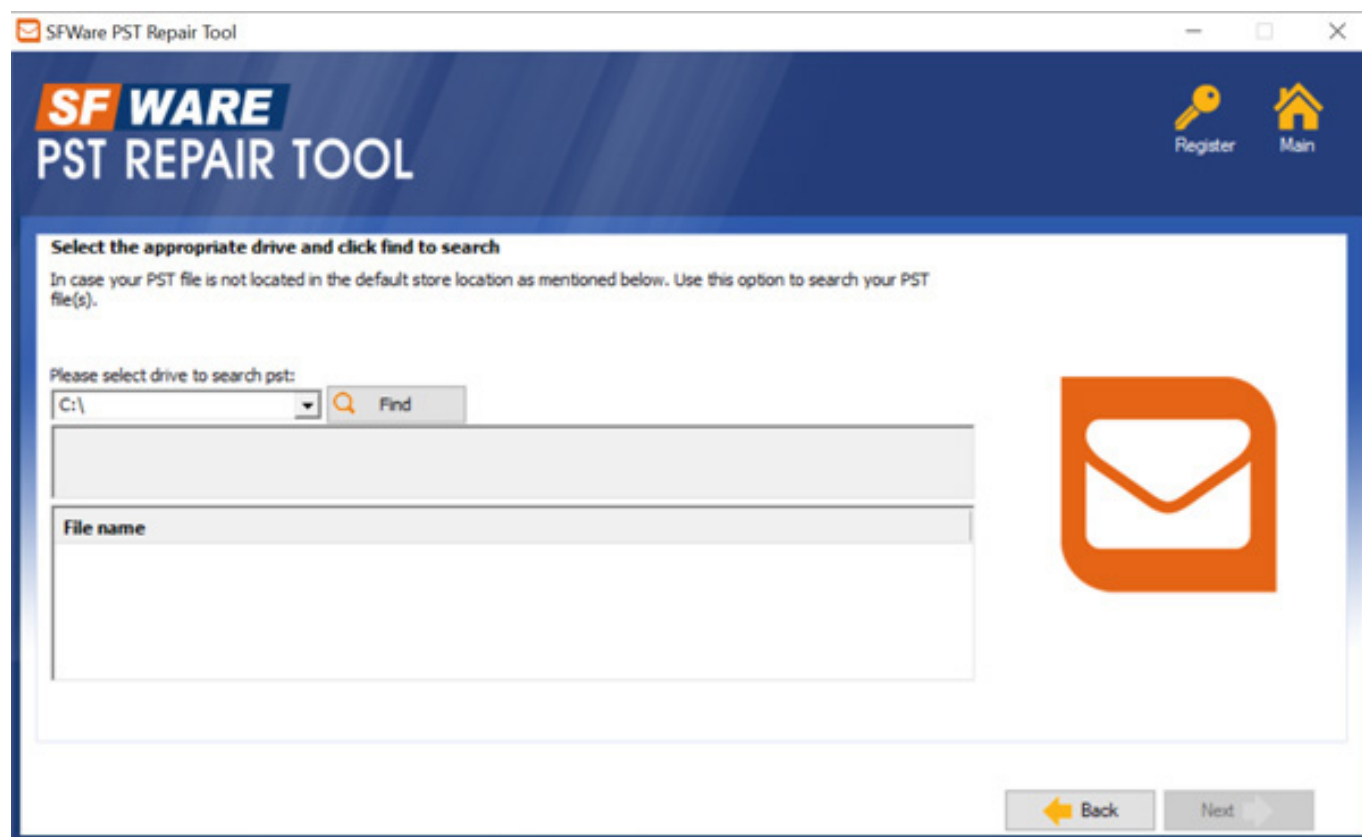 SFWare PST Repair Tool
SF WARE
PST REPAIR TOOL
Register
Main
Select the appropriate drive and click find to search
In case your PST file is not located in the default store location as mentioned below. Use this option to search your PST
file(s).
Please select drive to search pst:
C:\
Find
File name
Back
Next